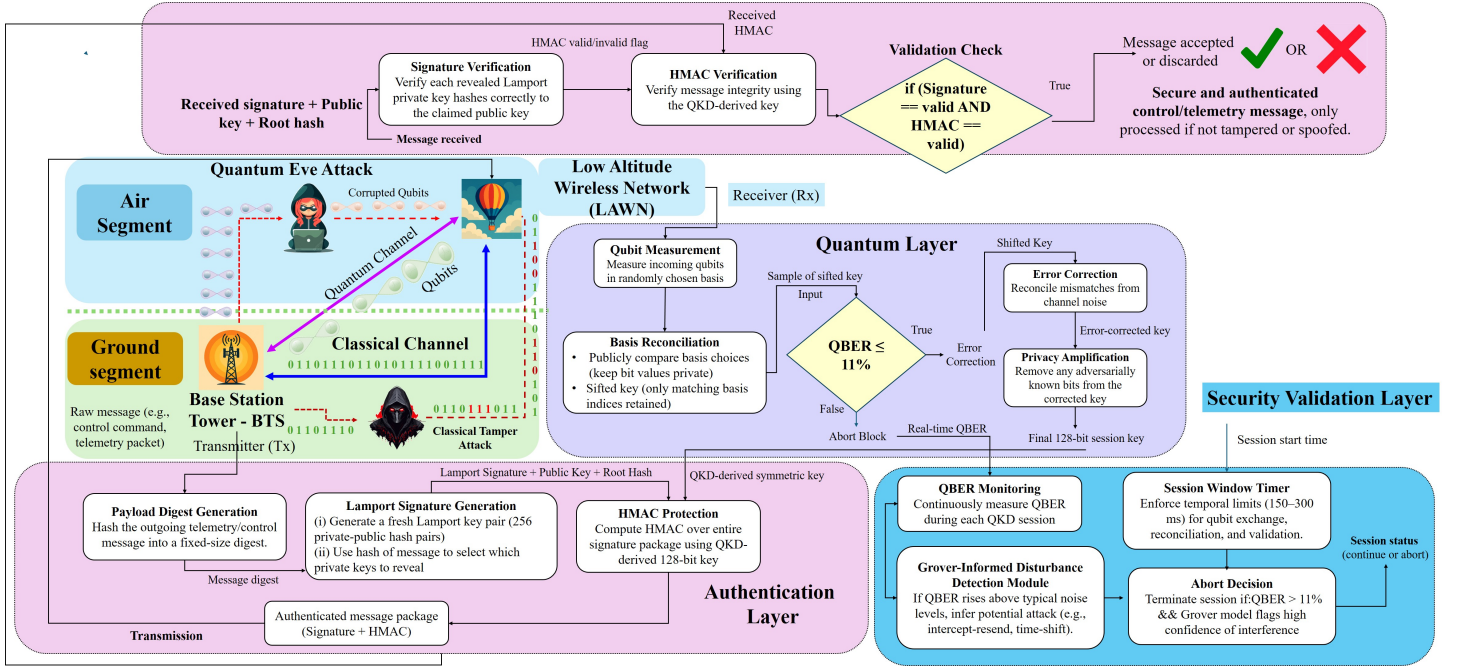 Received
HMAC
HMAC valid/invalid flag
Signature Verification
Verify each revealed Lamport
private key hashes correctly to
the claimed public key
HMAC Verification
Verify message integrity using
the QKD-derived key
Validation Check
if (Signature
== valid AND
HMAC ==
valid)
True
Message accepted
or discarded
OR
Secure and authenticated
control/telemetry message, only
processed if not tampered or spoofed.
Received signature + Public
key + Root hash
Message received
Quantum Eve Attack
Air
Segment
Corrupted Qubits
Low Altitude
Wireless Network
(LAWN)
Receiver (Rx)
Quantum Channel
Qubits
Ground
segment
Classical Channel
01101110110101111001111
Base Station
Tower - BTS
Transmitter (Tx)
Raw message (e.g.,
control command,
telemetry packet)
01101110
0110111011
Classical Tamper
Attack
Quantum Layer
Qubit Measurement
Measure incoming qubits
in randomly chosen basis
Basis Reconciliation
• Publicly compare basis choices
(keep bit values private)
• Sifted key (only matching basis
indices retained)
Sample of sifted key
Input
QBER ≤
11%
True
False
Abort Block
Error
Correction
Shifted Key
Error Correction
Reconcile mismatches from
channel noise
Error-corrected key
Privacy Amplification
Remove any adversarially
known bits from the
corrected key
Final 128-bit session key
Real-time QBER
Security Validation Layer
Session start time
QBER Monitoring
Continuously measure QBER
during each QKD session
Session Window Timer
Enforce temporal limits (150–300
ms) for qubit exchange,
reconciliation, and validation.
Grover-Informed Disturbance
Detection Module
If QBER rises above typical noise
levels, infer potential attack (e.g.,
intercept-resend, time-shift).
Abort Decision
Terminate session if:QBER > 11%
&& Grover model flags high
confidence of interference
Session status
(continue or abort)
Lamport Signature + Public Key + Root Hash
QKD-derived symmetric key
Payload Digest Generation
Hash the outgoing telemetry/control
message into a fixed-size digest.
Message digest
Lamport Signature Generation
(i) Generate a fresh Lamport key pair (256
private-public hash pairs)
(ii) Use hash of message to select which
private keys to reveal
HMAC Protection
Compute HMAC over entire
signature package using QKD-
derived 128-bit key
Authentication
Layer
Authenticated message package
(Signature + HMAC)
Transmission